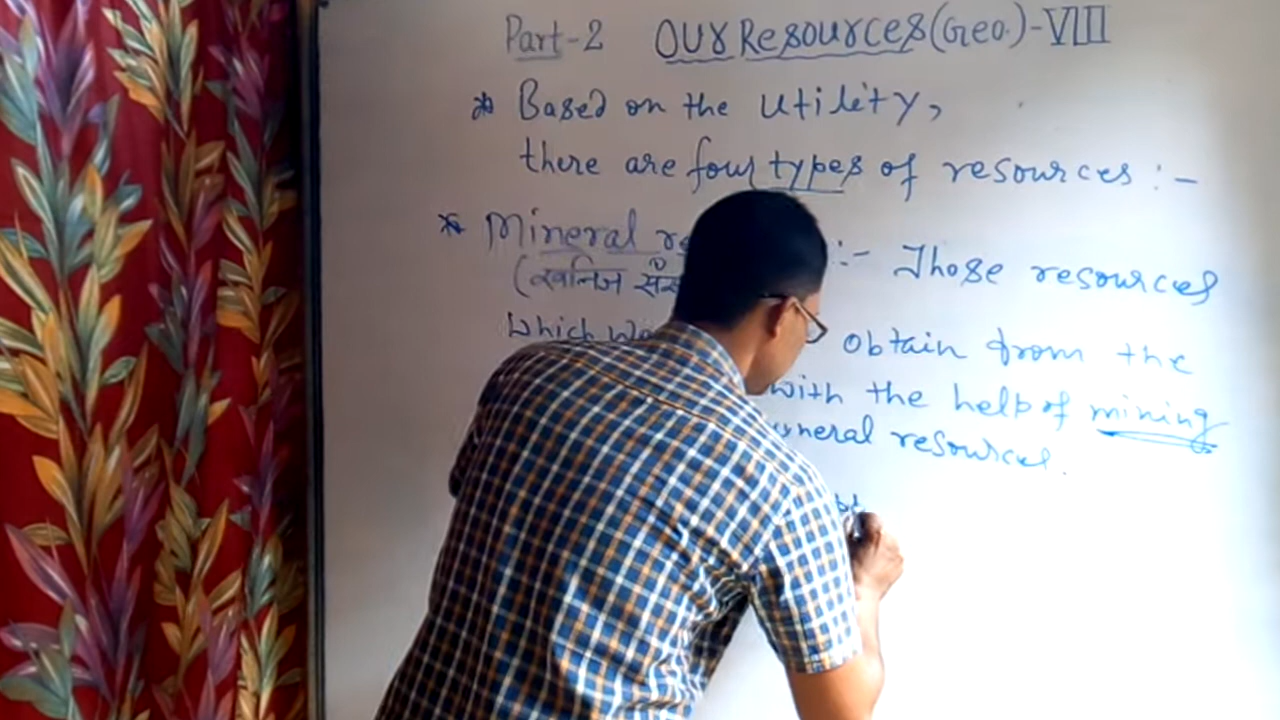 Part-2 Our Resources (Geo.)-VIII
* Based on the utility,
there are four types of resources :-
* Mineral :- Those resources
(खनिज
which obtain from the
with the help of mining
resources.